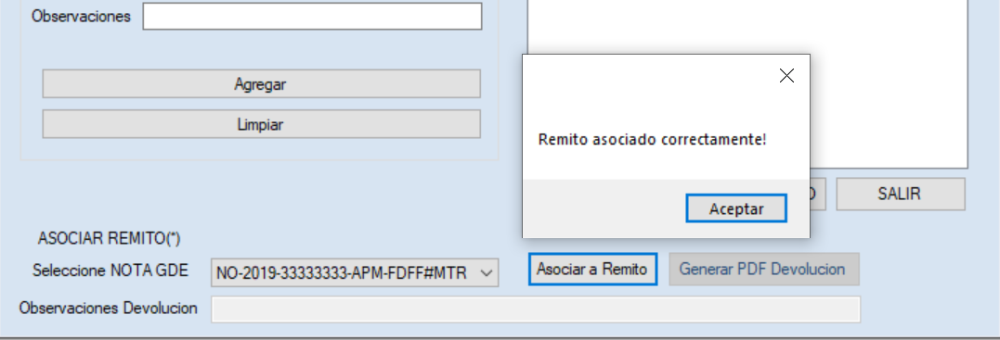 Observaciones
Agregar
Limpiar
Remito asociado correctamente!
Aceptar
SALIR
ASOCIAR REMITO(*)
Seleccione NOTA GDE
NO-2019-33333333-APM-FDFF#MTR
Asociar a Remito
Generar PDF Devolucion
Observaciones Devolucion